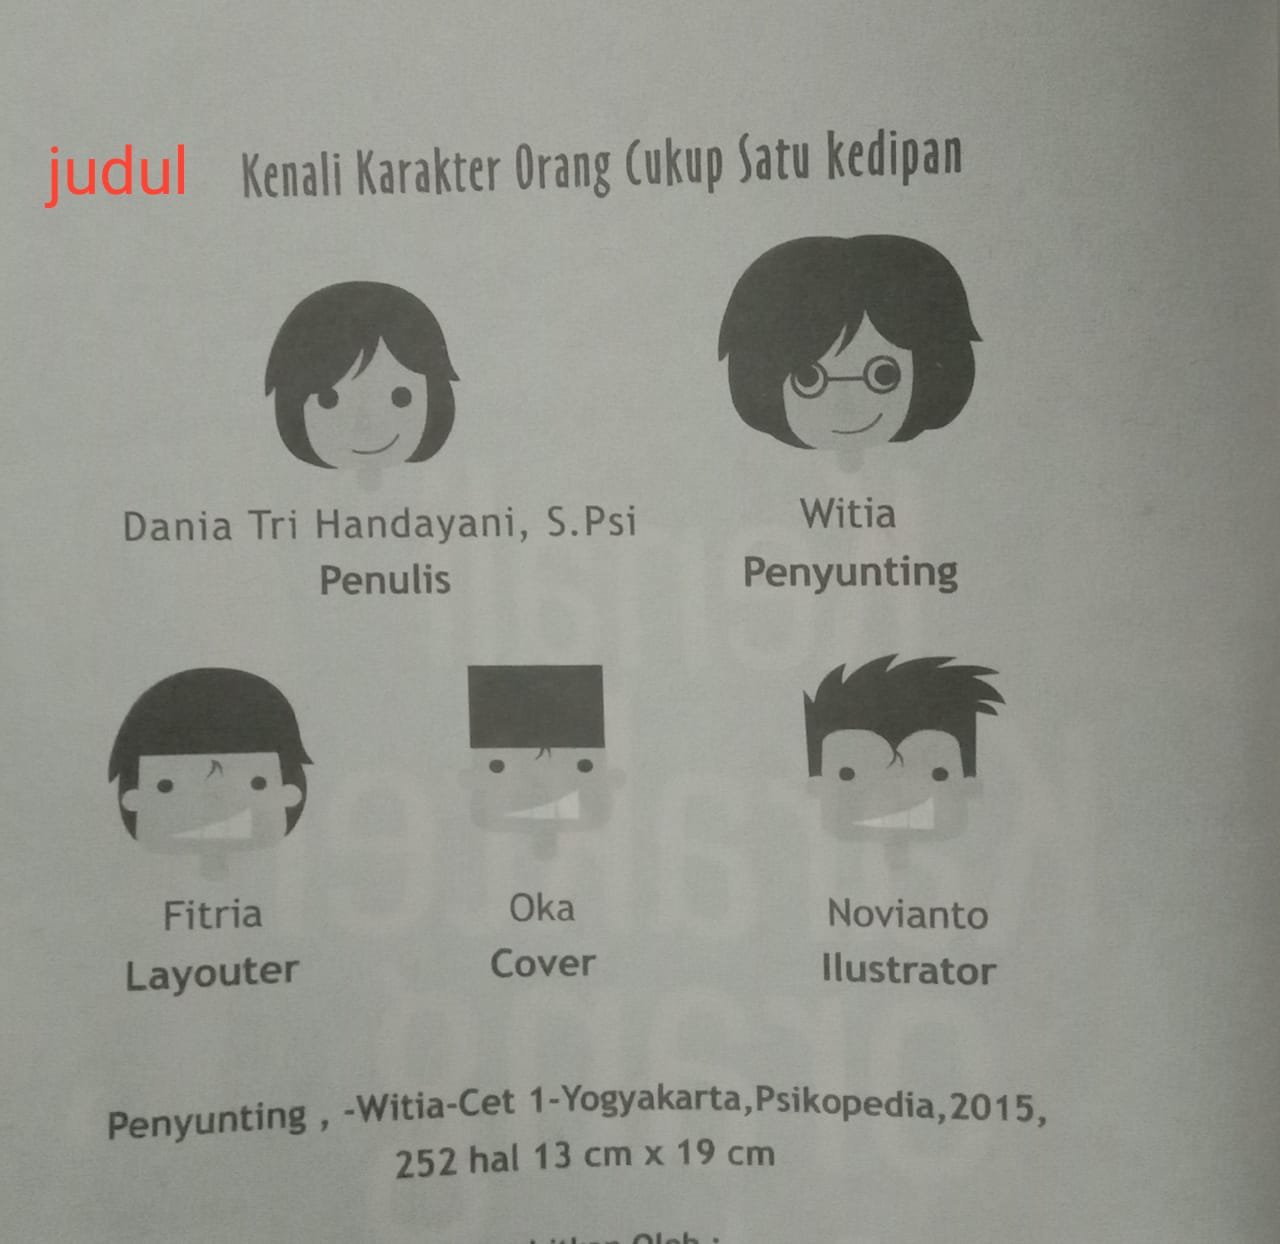 judul Kenali Karakter Orang Cukup Satu kedipan
Dania Tri Handayani, S.Psi
Penulis
Witia
Penyunting
Fitria
Layouter
Oka
Cover
Novianto
Ilustrator
Penyunting , -Witia-Cet 1-Yogyakarta,Psikopedia,2015,
252 hal 13 cm x 19 cm
Oleh :